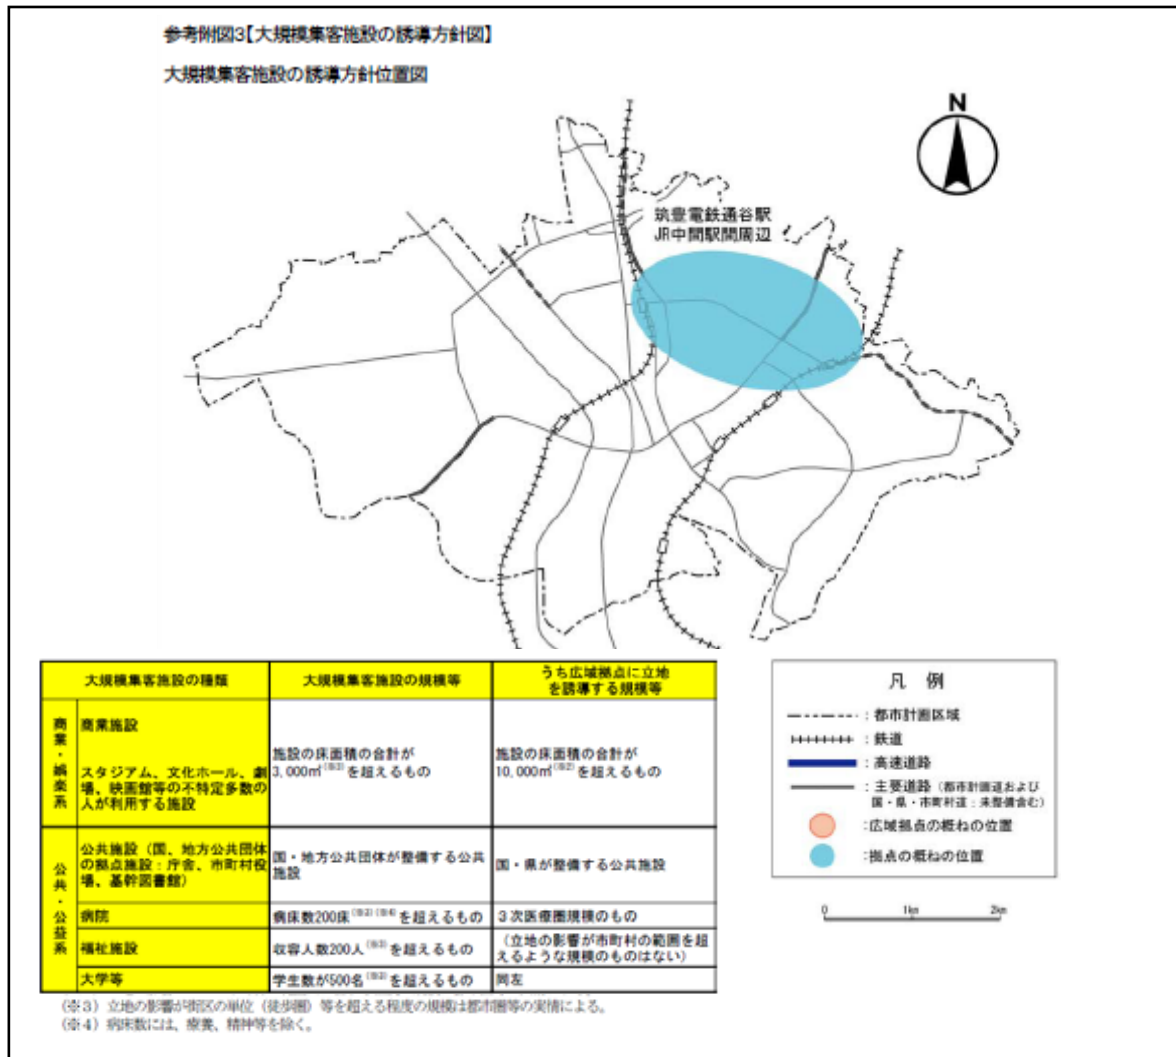 参考附図3【大規模集客施設の誘導方針図】
大規模集客施設の誘導方針位置図
N
筑豊電鉄通谷駅
JR中間駅間周辺
大規模集客施設の種類
大規模集客施設の規模等
うち広域拠点に立地
を誘導する規模等
商業・娯楽系
商業施設
スタジアム、文化ホール、劇
場、映画館等の不特定多数の
人が利用する施設
施設の床面積の合計が
3,000㎡(※3)を超えるもの
施設の床面積の合計が
10,000㎡(※2)を超えるもの
公共・公益系
公共施設（国、地方公共団体
の拠点施設：庁舎、市町村役
場、基幹図書館）
国・地方公共団体が整備する公共
施設
国・県が整備する公共施設
病院
病床数200床(※3)(※4)を超えるもの
３次医療圏規模のもの
福祉施設
収容人数200人(※3)を超えるもの
（立地の影響が市町村の範囲を超
えるような規模のものはない）
大学等
学生数が500名(※2)を超えるもの
同左
（※３）立地の影響が街区の単位（徒歩圏）等を超える程度の規模は都市圏等の実情による。
（※４）病床数には、療養、精神等を除く。
凡 例
：都市計画区域
：鉄道
：高速道路
：主要道路（都市計画道および
国・県・市町村道：未整備含む）
：広域拠点の概ねの位置
：拠点の概ねの位置
0 1km 2km